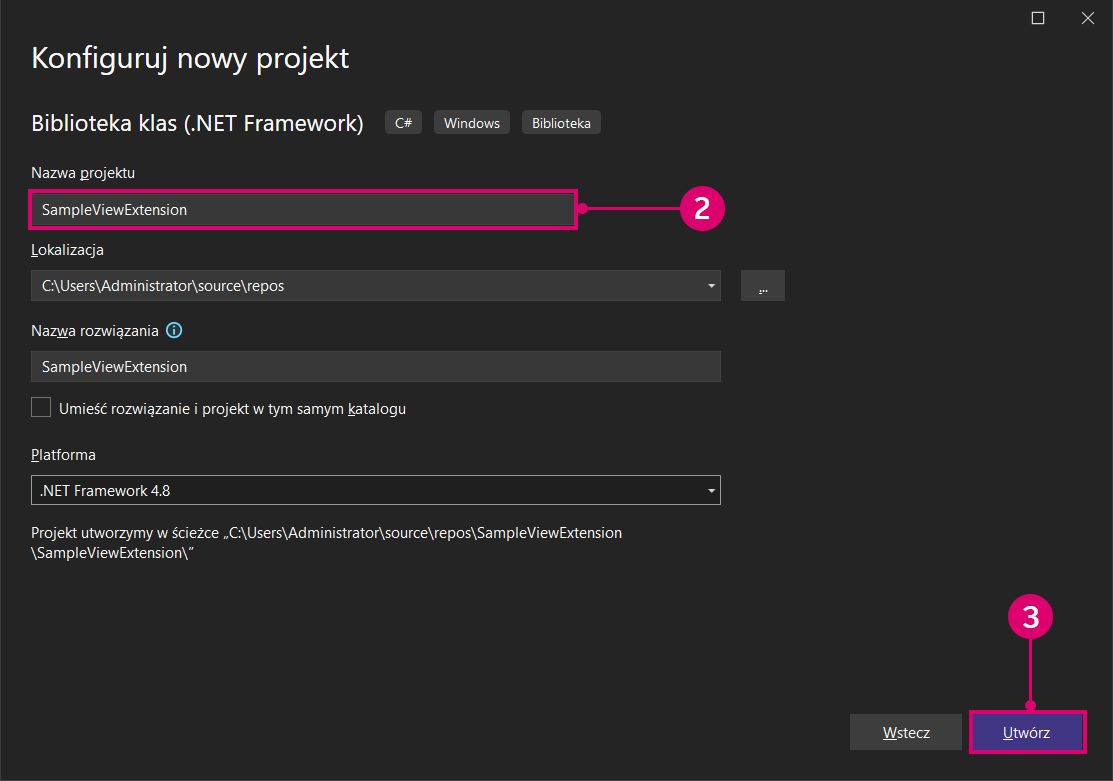 Konfiguruj nowy projekt
Biblioteka klas (.NET Framework) C# Windows Biblioteka
Nazwa projektu
SampleViewExtension 2
Lokalizacja
C:\Users\Administrator\source\repos ...
Nazwa rozwiązania
SampleViewExtension
Umieść rozwiązanie i projekt w tym samym katalogu
Platforma
.NET Framework 4.8
Projekt utworzymy w ścieżce „C:\Users\Administrator\source\repos\SampleViewExtension
\SampleViewExtension\”
3
Wstecz Utwórz